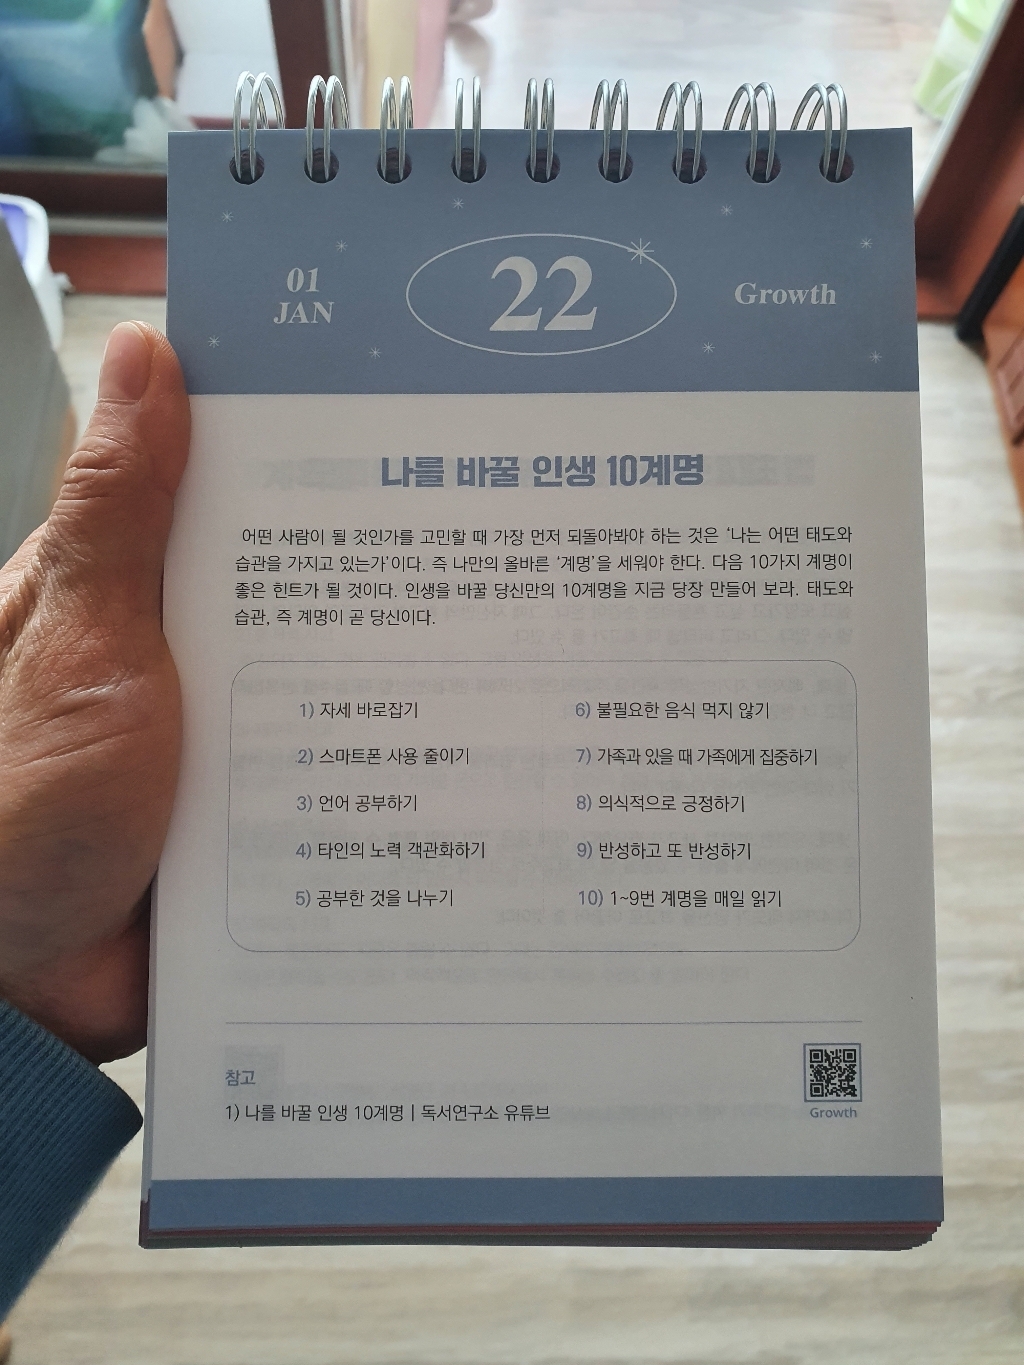 01
JAN
22
Growth
나를 바꿀 인생 10계명
어떤 사람이 될 것인가를 고민할 때 가장 먼저 되돌아봐야 하는 것은 ‘나는 어떤 태도와
습관을 가지고 있는가’이다. 즉 나만의 올바른 ‘계명’을 세워야 한다. 다음 10가지 계명이
좋은 힌트가 될 것이다. 인생을 바꿀 당신만의 10계명을 지금 당장 만들어 보라. 태도와
습관, 즉 계명이 곧 당신이다.
1) 자세 바로잡기
2) 스마트폰 사용 줄이기
3) 언어 공부하기
4) 타인의 노력 객관화하기
5) 공부한 것을 나누기
6) 불필요한 음식 먹지 않기
7) 가족과 있을 때 가족에게 집중하기
8) 의식적으로 긍정하기
9) 반성하고 또 반성하기
10) 1~9번 계명을 매일 읽기
참고
1) 나를 바꿀 인생 10계명 | 독서연구소 유튜브
Growth